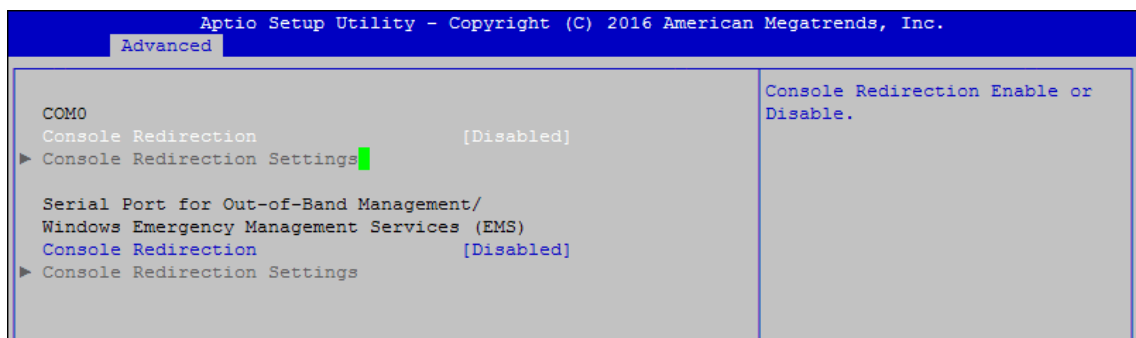 Aptio Setup Utility - Copyright (C) 2016 American Megatrends, Inc.
Advanced
COM0
Console Redirection [Disabled]
► Console Redirection Settings
Serial Port for Out-of-Band Management/
Windows Emergency Management Services (EMS)
Console Redirection [Disabled]
► Console Redirection Settings
Console Redirection Enable or
Disable.